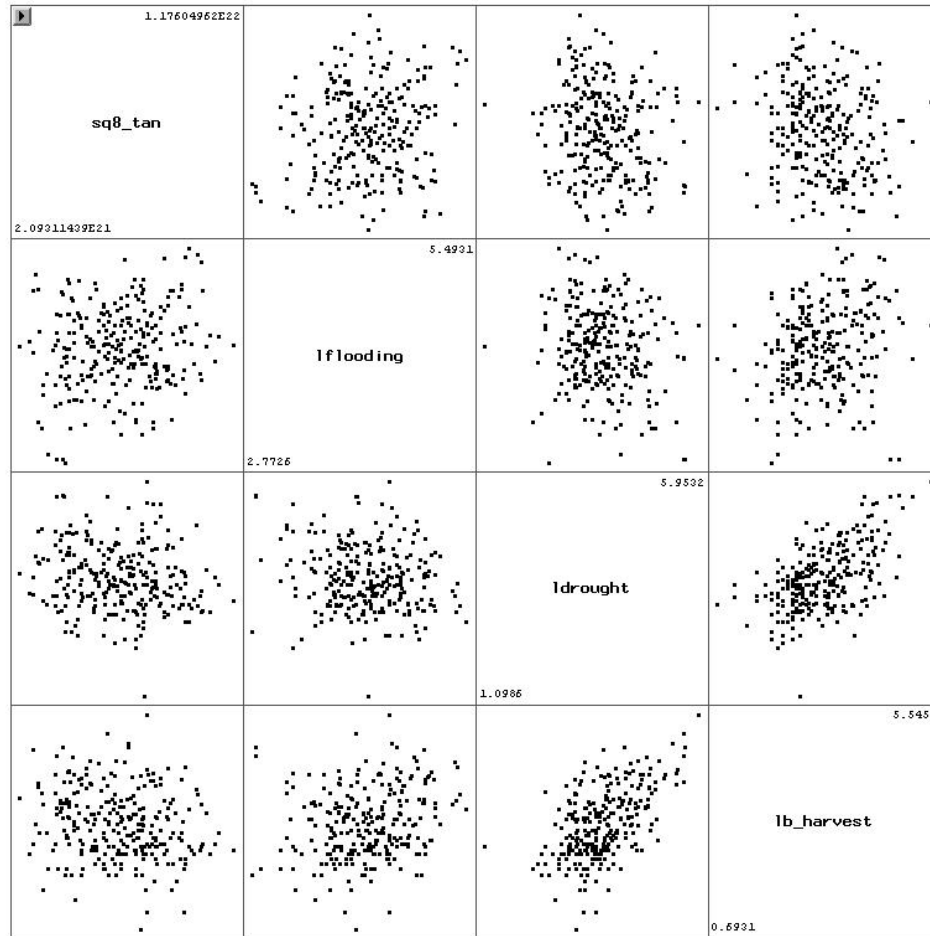 1.17604962E22
sq8_tan
2.09311439E21
5.4931
lflooding
2.7726
5.9532
ldrought
1.0986
5.545
lb_harvest
0.6931